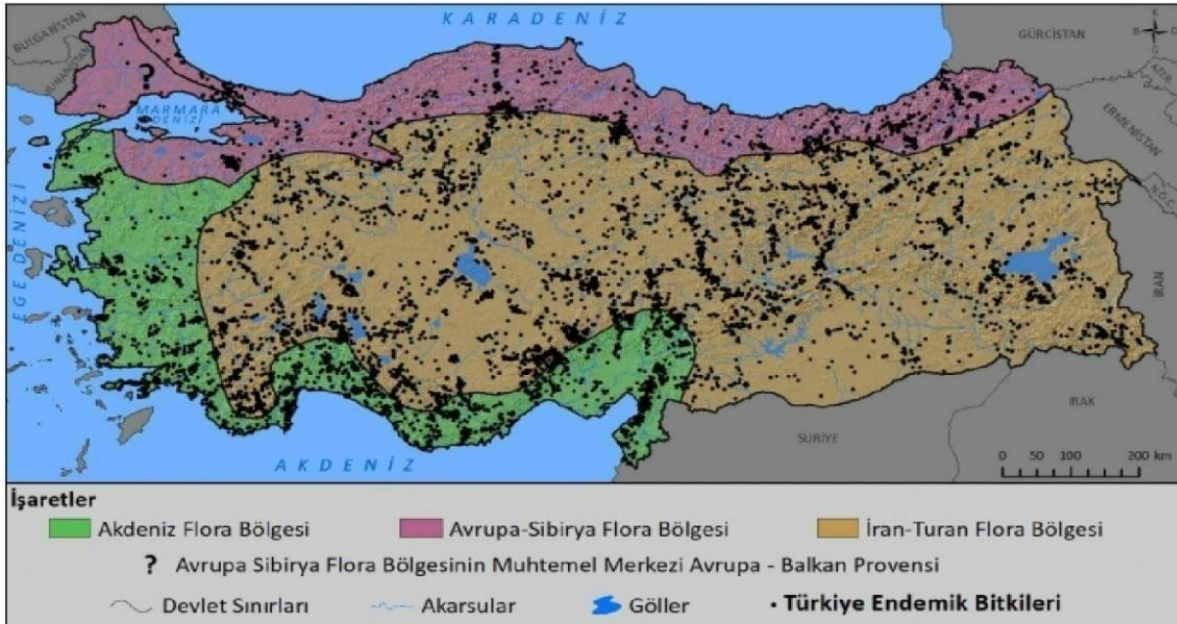 KARADENİZ
BULGARİSTAN
GÜRCİSTAN
AZER.
?
MARMARA
DENİZİ
ERMENİSTAN
N.Ö.C.
EGE DENİZİ
İRAN
IRAK
SURİYE
AKDENİZ
0 50 100 200 km
İşaretler
Akdeniz Flora Bölgesi Avrupa-Sibirya Flora Bölgesi İran-Turan Flora Bölgesi
? Avrupa Sibirya Flora Bölgesinin Muhtemel Merkezi Avrupa - Balkan Provensi
Devlet Sınırları Akarsular Göller • Türkiye Endemik Bitkileri